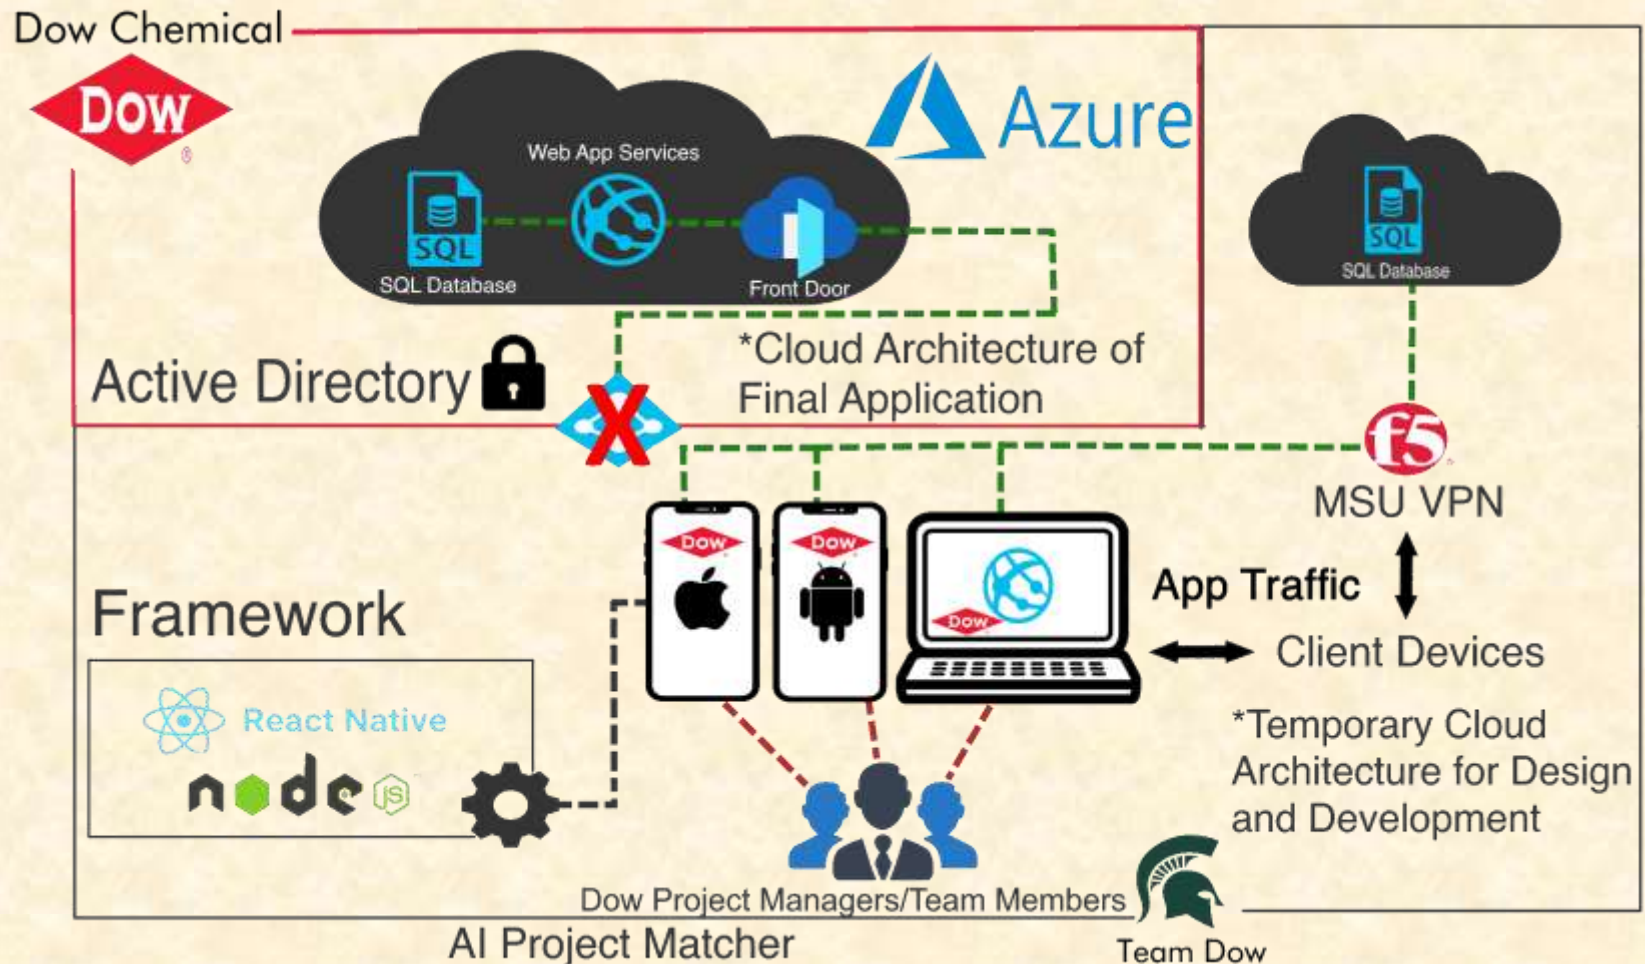 Dow Chemical
Dow
®
Azure
Web App Services
SQL
SQL Database
Front Door
SQL
SQL Database
*Cloud Architecture of
Final Application
Active Directory
X
f5
MSU VPN
Dow
Dow
Dow
App Traffic
Client Devices
Framework
React Native
node
JS
*Temporary Cloud
Architecture for Design
and Development
Dow Project Managers/Team Members
AI Project Matcher
Team Dow